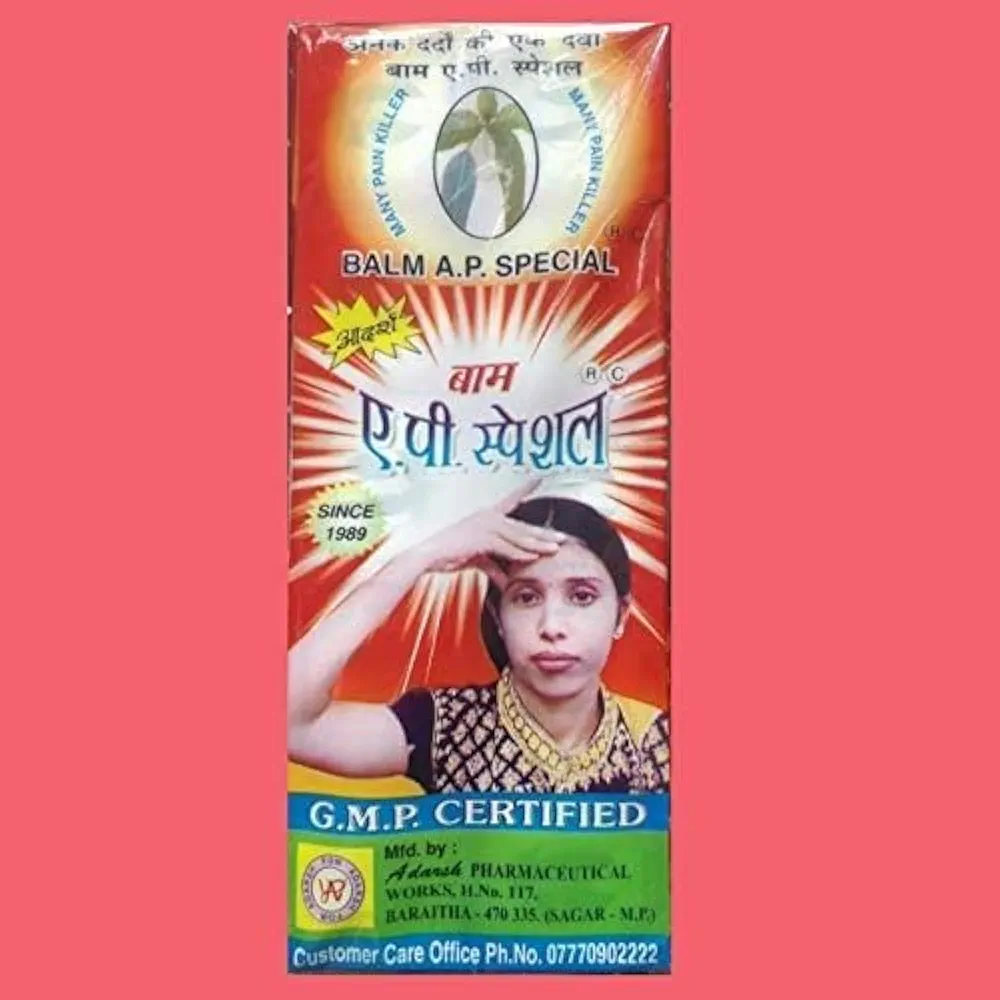 अनेक दर्दों की एक दवा
बाम ए.पी. स्पेशल
MANY PAIN KILLER
MANY PAIN KILLER
R C
BALM A.P. SPECIAL
आदर्श
बाम
R C
ए.पी. स्पेशल
SINCE
1989
G.M.P. CERTIFIED
Mfd. by :
Adarsh PHARMACEUTICAL
WORKS, H.No. 117,
BARAITHA - 470 335. (SAGAR - M.P.)
Customer Care Office Ph.No. 07770902222